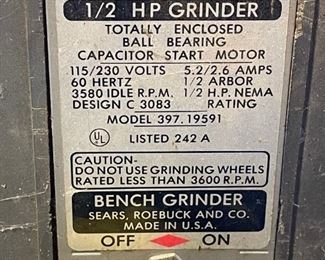 1/2 HP GRINDER
TOTALLY ENCLOSED
BALL BEARING
CAPACITOR START MOTOR
115/230 VOLTS 5.2/2.6 AMPS
60 HERTZ 1/2 ARBOR
3580 IDLE R.P.M. 1/2 H.P. NEMA
DESIGN C 3083 RATING
MODEL 397.19591
UL LISTED 242 A
CAUTION-
DO NOT USE GRINDING WHEELS
RATED LESS THAN 3600 R.P.M.
BENCH GRINDER
SEARS, ROEBUCK AND CO.
MADE IN U.S.A.
OFF ON